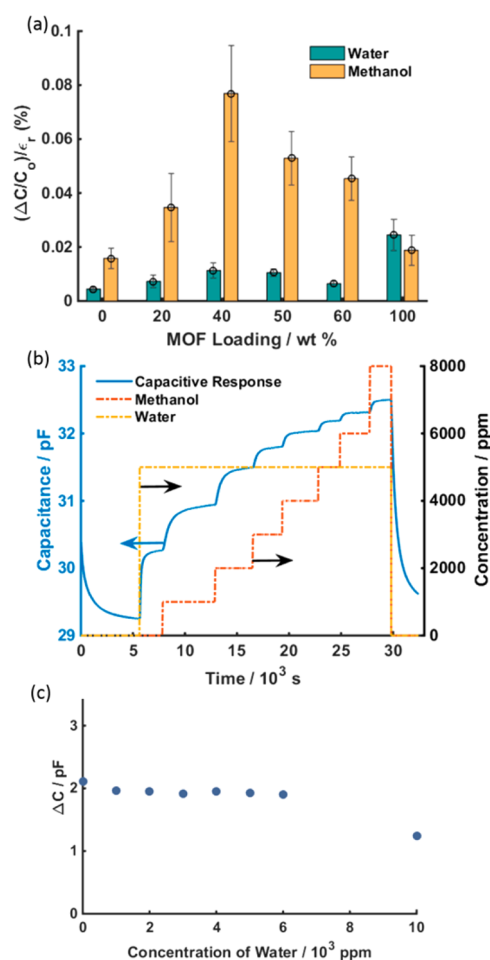 (a)
0.1
0.08
0.06
0.04
0.02
0
(ΔC/C₀)/ϵᵣ (%)
Water
Methanol
0 20 40 50 60 100
MOF Loading / wt %
(b)
33
32
31
30
29
Capacitance / pF
Capacitive Response
Methanol
Water
8000
6000
4000
2000
0
Concentration / ppm
0 5 10 15 20 25 30
Time / 10³ s
(c)
3
2
1
0
ΔC / pF
0 2 4 6 8 10
Concentration of Water / 10³ ppm